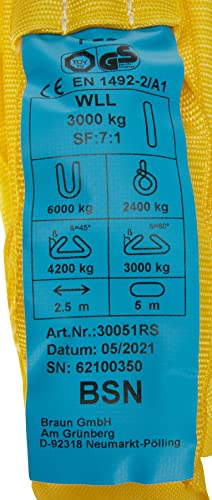 TÜV
GS
CE EN 1492-2/A1
WLL
3000 kg
SF:7:1
6000 kg 2400 kg
ß=45° ß=60°
ß ß
4200 kg 3000 kg
2.5 m 5 m
Art.Nr.:30051RS
Datum: 05/2021
SN: 62100350
BSN
Braun GmbH
Am Grünberg
D-92318 Neumarkt-Pölling